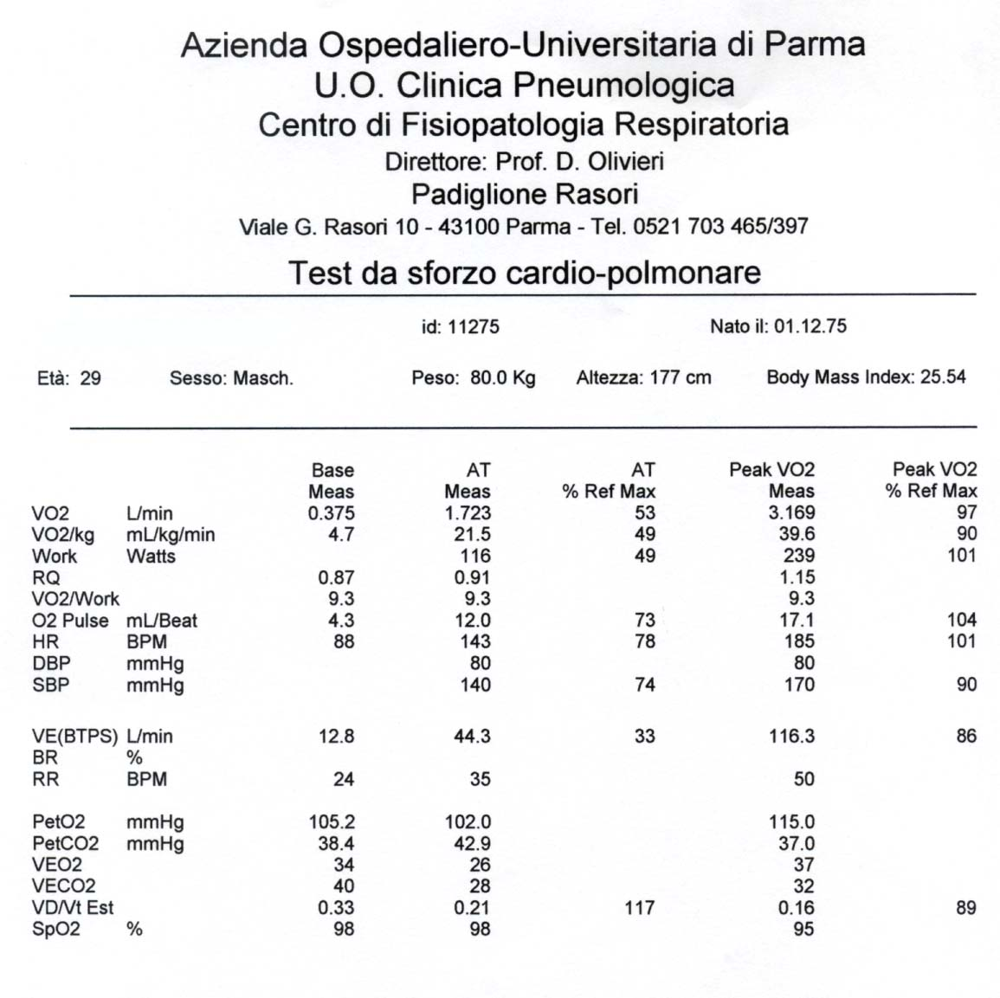 Azienda Ospedaliero-Universitaria di Parma
U.O. Clinica Pneumologica
Centro di Fisiopatologia Respiratoria
Direttore: Prof. D. Olivieri
Padiglione Rasori
Viale G. Rasori 10 - 43100 Parma - Tel. 0521 703 465/397
Test da sforzo cardio-polmonare
id: 11275 Nato il: 01.12.75
Età: 29 Sesso: Masch. Peso: 80.0 Kg Altezza: 177 cm Body Mass Index: 25.54
Base AT AT Peak VO2 Peak VO2
Meas Meas % Ref Max Meas % Ref Max
VO2 L/min 0.375 1.723 53 3.169 97
VO2/kg mL/kg/min 4.7 21.5 49 39.6 90
Work Watts 116 49 239 101
RQ 0.87 0.91 1.15
VO2/Work 9.3 9.3 9.3
O2 Pulse mL/Beat 4.3 12.0 73 17.1 104
HR BPM 88 143 78 185 101
DBP mmHg 80 80
SBP mmHg 140 74 170 90
VE(BTPS) L/min 12.8 44.3 33 116.3 86
BR %
RR BPM 24 35 50
PetO2 mmHg 105.2 102.0 115.0
PetCO2 mmHg 38.4 42.9 37.0
VEO2 34 26 37
VECO2 40 28 32
VD/Vt Est 0.33 0.21 117 0.16 89
SpO2 % 98 98 95